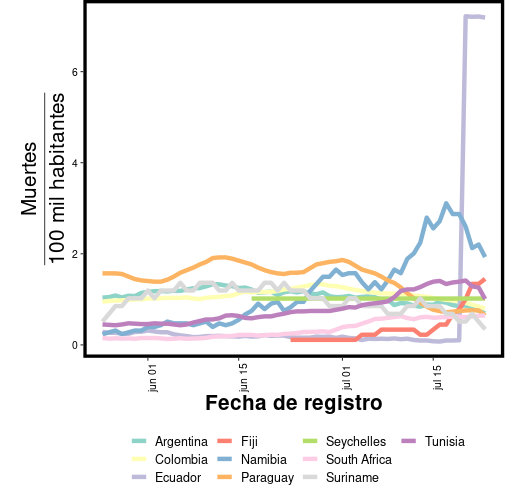 Muertes
100 mil habitantes
6
4
2
0
jun 01
jun 15
jul 01
jul 15
Fecha de registro
Argentina
Fiji
Seychelles
Tunisia
Colombia
Namibia
South Africa
Ecuador
Paraguay
Suriname